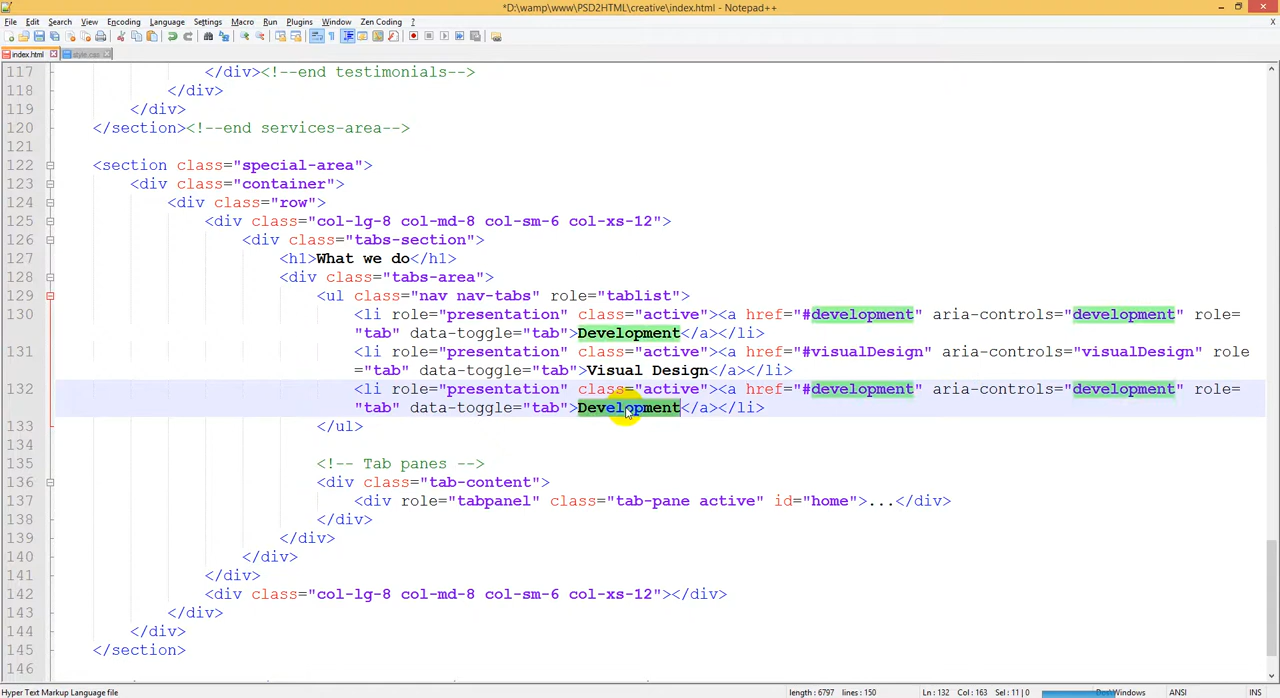 *D:\wamp\www\PSD2HTML\creative\index.html - Notepad++
File Edit Search View Encoding Language Settings Macro Run Plugins Window Zen Coding ? X
index.html style.css
117 </div><!--end testimonials-->
118 </div>
119 </div>
120 </section><!--end services-area-->
121
122 <section class="special-area">
123 <div class="container">
124 <div class="row">
125 <div class="col-lg-8 col-md-8 col-sm-6 col-xs-12">
126 <div class="tabs-section">
127 <h1>What we do</h1>
128 <div class="tabs-area">
129 <ul class="nav nav-tabs" role="tablist">
130 <li role="presentation" class="active"><a href="#development" aria-controls="development" role=
"tab" data-toggle="tab">Development</a></li>
131 <li role="presentation" class="active"><a href="#visualDesign" aria-controls="visualDesign" role
="tab" data-toggle="tab">Visual Design</a></li>
132 <li role="presentation" class="active"><a href="#development" aria-controls="development" role=
"tab" data-toggle="tab">Development</a></li>
133 </ul>
134
135 <!-- Tab panes -->
136 <div class="tab-content">
137 <div role="tabpanel" class="tab-pane active" id="home">...</div>
138 </div>
139 </div>
140 </div>
141 </div>
142 <div class="col-lg-8 col-md-8 col-sm-6 col-xs-12"></div>
143 </div>
144 </div>
145 </section>
146
Hyper Text Markup Language file length : 6797 lines : 150 Ln : 132 Col : 163 Sel : 11 | 0 Dos\Windows ANSI INS